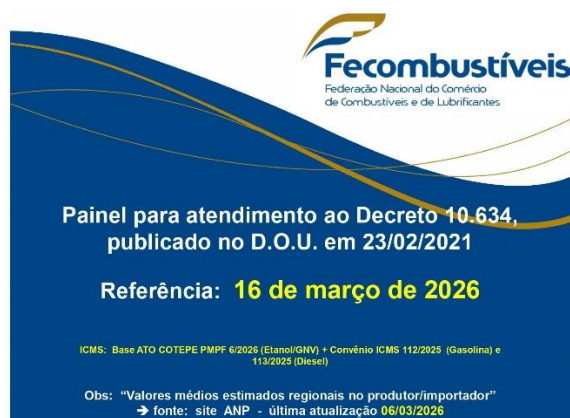 Fecombustíveis
Federação Nacional do Comércio
de Combustíveis e de Lubrificantes
Painel para atendimento ao Decreto 10.634,
publicado no D.O.U. em 23/02/2021
Referência: 16 de março de 2026
ICMS: Base ATO COTEPE PMPF 6/2026 (Etanol/GNV) + Convênio ICMS 112/2025 (Gasolina) e
113/2025 (Diesel)
Obs: “Valores médios estimados regionais no produtor/importador”
➔ fonte: site ANP - última atualização 06/03/2026